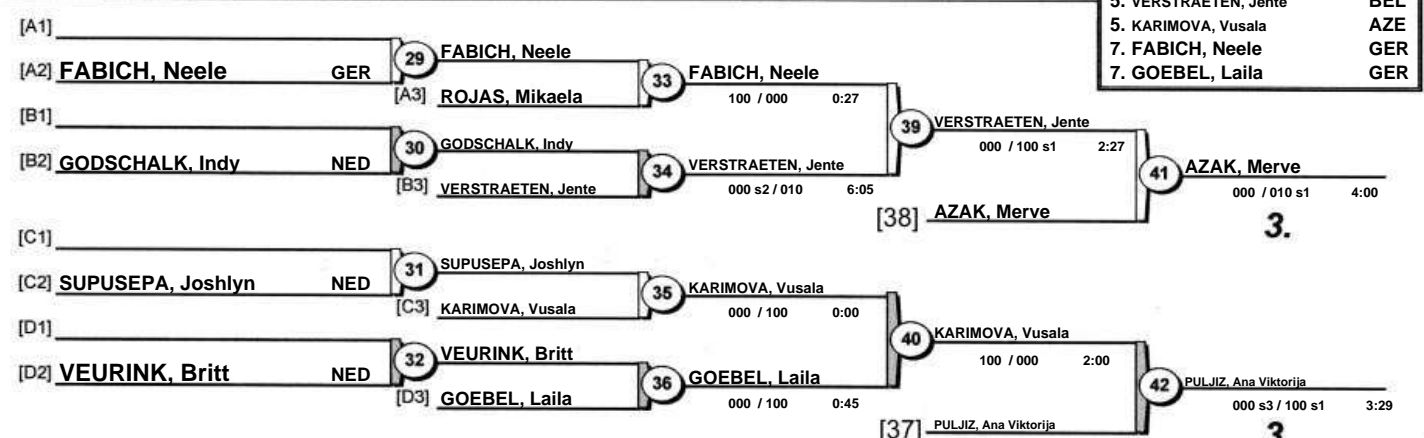 5. VERSTRAETEN, Jente BEL
5. KARIMOVA, Vusala AZE
7. FABICH, Neele GER
7. GOEBEL, Laila GER
[A1]
[A2] FABICH, Neele GER
29
FABICH, Neele
[A3] ROJAS, Mikaela
33
FABICH, Neele
100 / 000 0:27
[B1]
[B2] GODSCHALK, Indy NED
30
GODSCHALK, Indy
[B3] VERSTRAETEN, Jente
34
VERSTRAETEN, Jente
000 s2 / 010 6:05
39
VERSTRAETEN, Jente
000 / 100 s1 2:27
[38] AZAK, Merve
41
AZAK, Merve
000 / 010 s1 4:00
3.
[C1]
[C2] SUPUSEPA, Joshlyn NED
31
SUPUSEPA, Joshlyn
[C3] KARIMOVA, Vusala
35
KARIMOVA, Vusala
000 / 100 0:00
[D1]
[D2] VEURINK, Britt NED
32
VEURINK, Britt
[D3] GOEBEL, Laila
36
GOEBEL, Laila
000 / 100 0:45
40
KARIMOVA, Vusala
100 / 000 2:00
[37] PULJIZ, Ana Viktorija
42
PULJIZ, Ana Viktorija
000 s3 / 100 s1 3:29
3